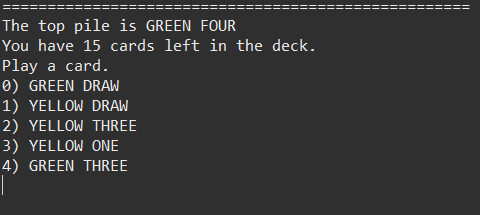 ====================================================
The top pile is GREEN FOUR
You have 15 cards left in the deck.
Play a card.
0) GREEN DRAW
1) YELLOW DRAW
2) YELLOW THREE
3) YELLOW ONE
4) GREEN THREE